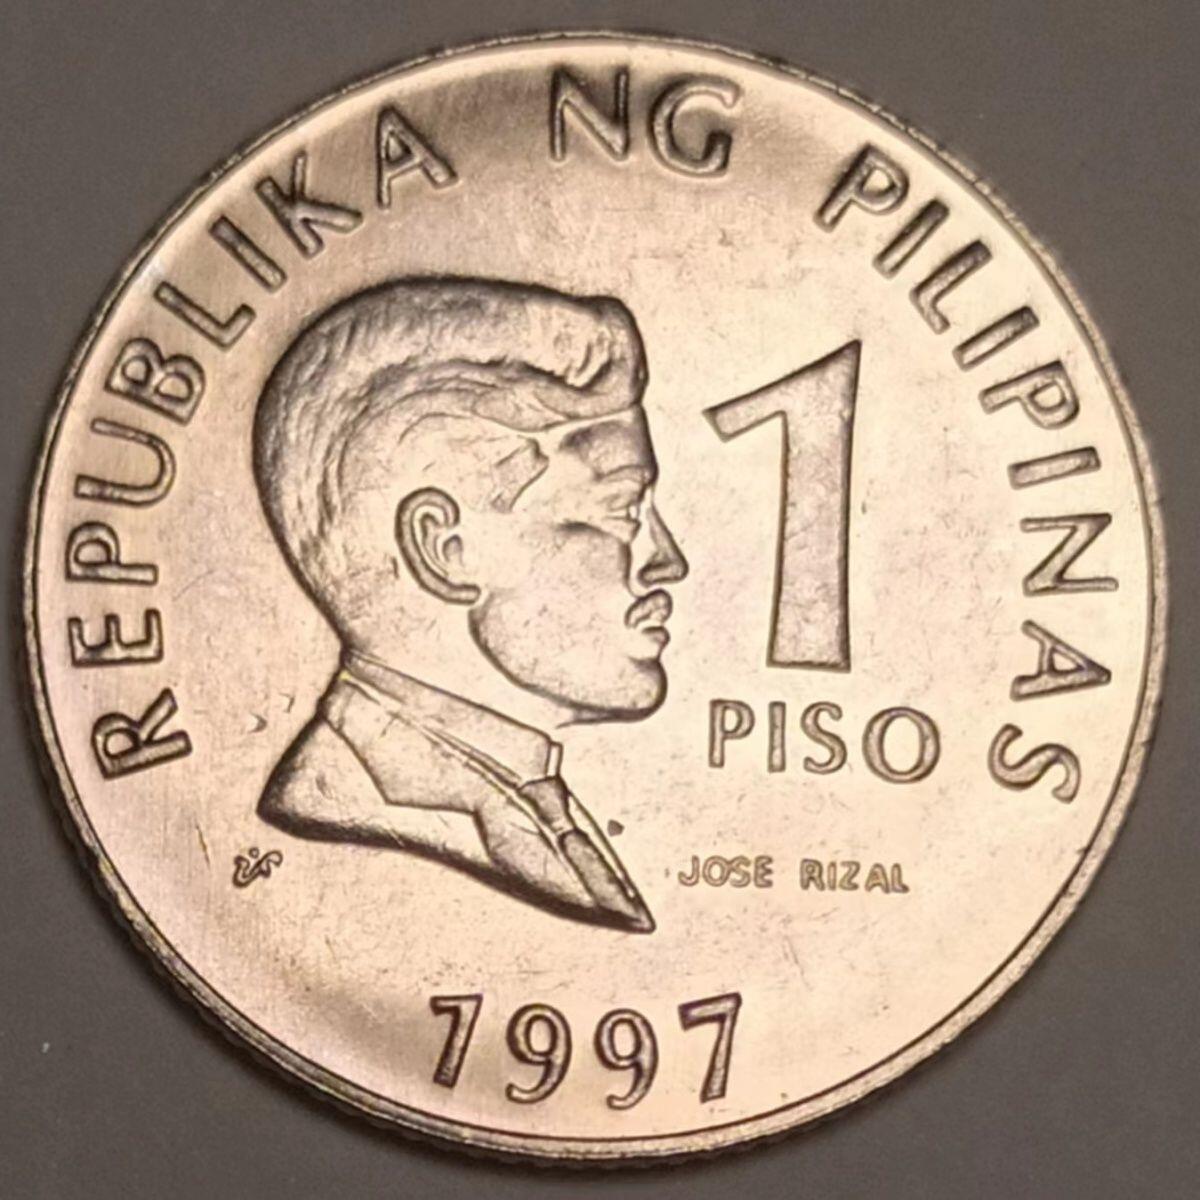 REPUBLIKA NG PILIPINAS
1
PISO
JOSE RIZAL
1997